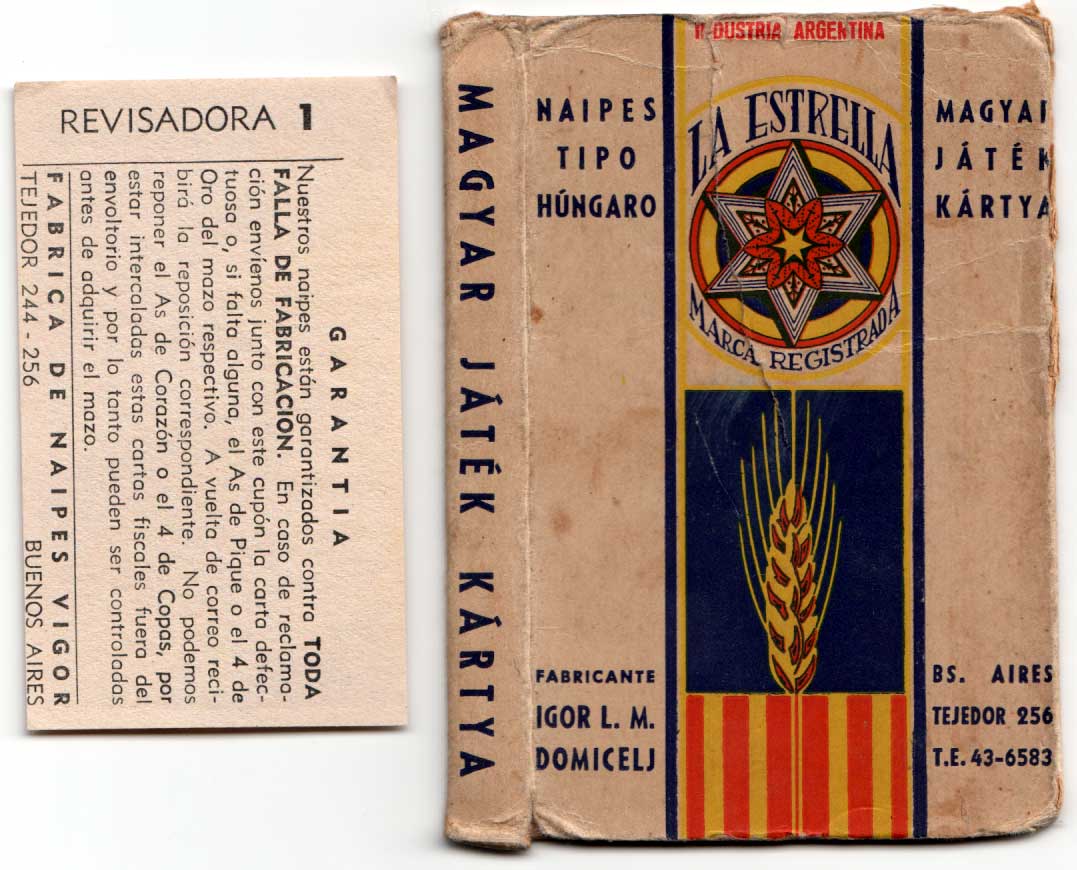 REVISADORA 1
GARANTIA
Nuestros naipes están garantizados contra TODA
FALLA DE FABRICACION. En caso de reclama-
ción envienos junto con este cupón la carta defec-
tuosa o, si falta alguna, el As de Pique o el 4 de
Oro del mazo respectivo. A vuelta de correo reci-
birá la reposición correspondiente. No podemos
reponer el As de Corazón o el 4 de Copas, por
estar intercaladas estas cartas fiscales fuera del
envoltorio y por lo tanto pueden ser controladas
antes de adquirir el mazo.
FABRICA DE NAIPES VIGOR
TEJEDOR 244-256 BUENOS AIRES
MAGYAR JÁTÉK KÁRTYA
NAIPES
TIPO
HÚNGARO
FABRICANTE
IGOR L. M.
DOMICELJ
INDUSTRIA ARGENTINA
LA ESTRELLA
MARCA REGISTRADA
MAGYAR
JÁTÉK
KÁRTYA
BS. AIRES
TEJEDOR 256
T.E. 43-6583